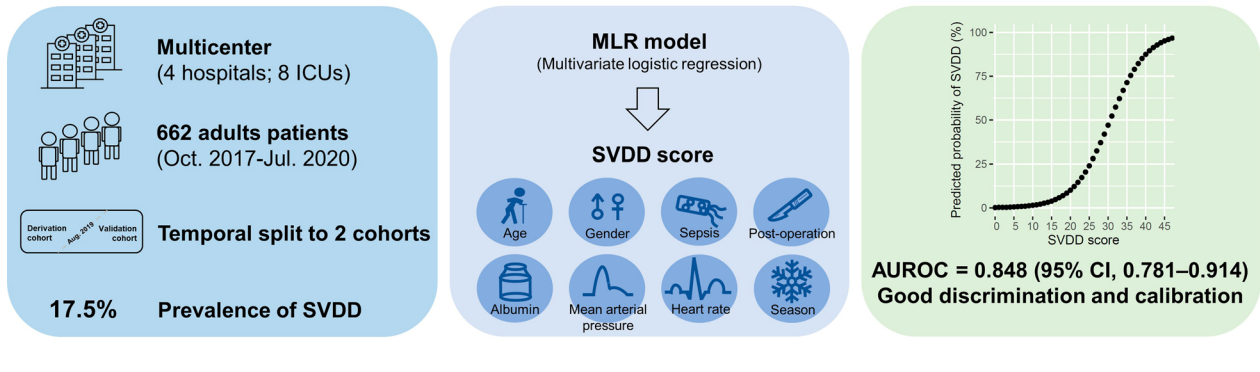 Multicenter
(4 hospitals; 8 ICUs)
662 adults patients
(Oct. 2017-Jul. 2020)
Derivation
cohort
Aug. 2019
Validation
cohort
Temporal split to 2 cohorts
17.5%
Prevalence of SVDD
MLR model
(Multivariate logistic regression)
SVDD score
Age
Gender
Sepsis
Post-operation
Albumin
Mean arterial
pressure
Heart rate
Season
Predicted probability of SVDD (%)
100
75
50
25
0
0 5 10 15 20 25 30 35 40 45
SVDD score
AUROC = 0.848 (95% CI, 0.781–0.914)
Good discrimination and calibration